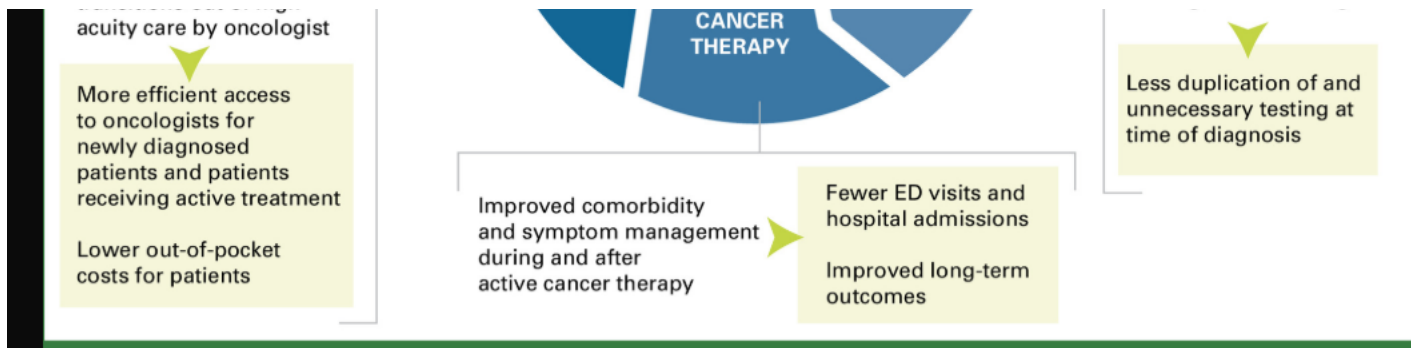 acuity care by oncologist
More efficient access
to oncologists for
newly diagnosed
patients and patients
receiving active treatment
Lower out-of-pocket
costs for patients
CANCER
THERAPY
Improved comorbidity
and symptom management
during and after
active cancer therapy
Fewer ED visits and
hospital admissions
Improved long-term
outcomes
Less duplication of and
unnecessary testing at
time of diagnosis